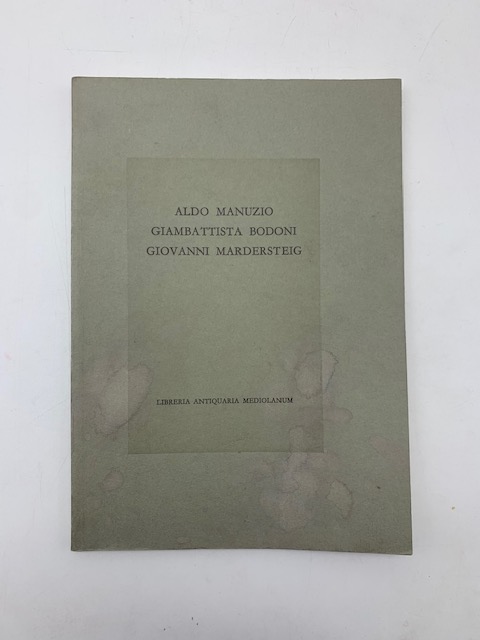 ALDO MANUZIO
GIAMBATTISTA BODONI
GIOVANNI MARDERSTEIG
LIBRERIA ANTIQUARIA MEDIOLANUM